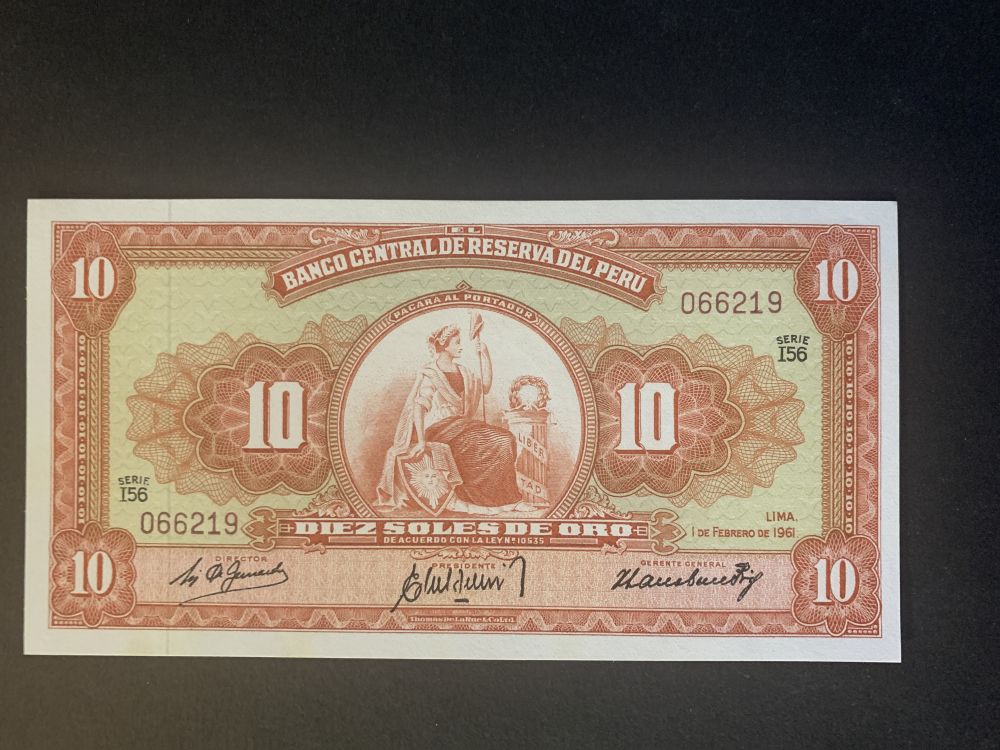 EL
BANCO CENTRAL DE RESERVA DEL PERU
10
10
066219
PAGARA AL PORTADOR
SERIE
I56
10
10
LIBER
TAD
SERIE
I56
066219
DIEZ SOLES DE ORO
DE ACUERDO CON LA LEY Nº 10535
LIMA,
1 DE FEBRERO DE 1961
10
10
DIRECTOR
PRESIDENTE
GERENTE GENERAL
Thomas De La Rue & Co Ltd.